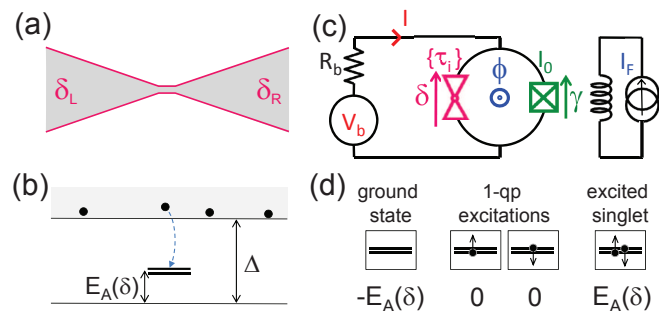 (a)
δL δR
(b)
EA(δ)
Δ
(c)
I
Rb
Vb
{τi}
δ
ϕ
I0
γ
IF
(d)
ground state
1-qp excitations
excited singlet
-EA(δ) 0 0 EA(δ)